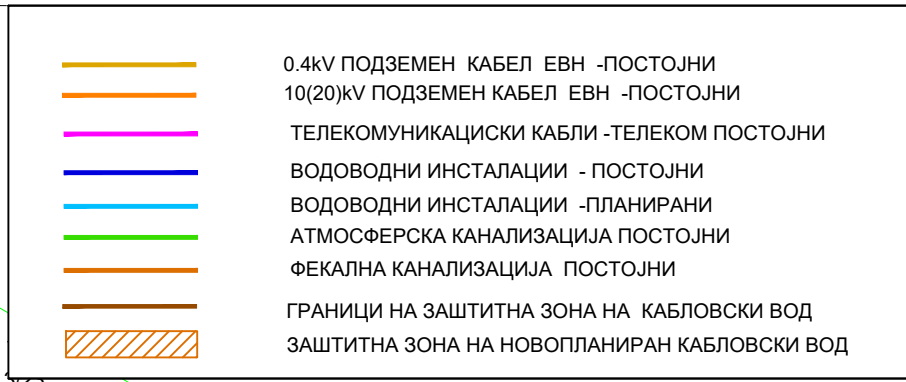 0.4kV ПОДЗЕМЕН КАБЕЛ ЕВН -ПОСТОЈНИ
10(20)kV ПОДЗЕМЕН КАБЕЛ ЕВН -ПОСТОЈНИ
ТЕЛЕКОМУНИКАЦИСКИ КАБЛИ -ТЕЛЕКОМ ПОСТОЈНИ
ВОДОВОДНИ ИНСТАЛАЦИИ - ПОСТОЈНИ
ВОДОВОДНИ ИНСТАЛАЦИИ -ПЛАНИРАНИ
АТМОСФЕРСКА КАНАЛИЗАЦИЈА ПОСТОЈНИ
ФЕКАЛНА КАНАЛИЗАЦИЈА ПОСТОЈНИ
ГРАНИЦИ НА ЗАШТИТНА ЗОНА НА КАБЛОВСКИ ВОД
ЗАШТИТНА ЗОНА НА НОВОПЛАНИРАН КАБЛОВСКИ ВОД